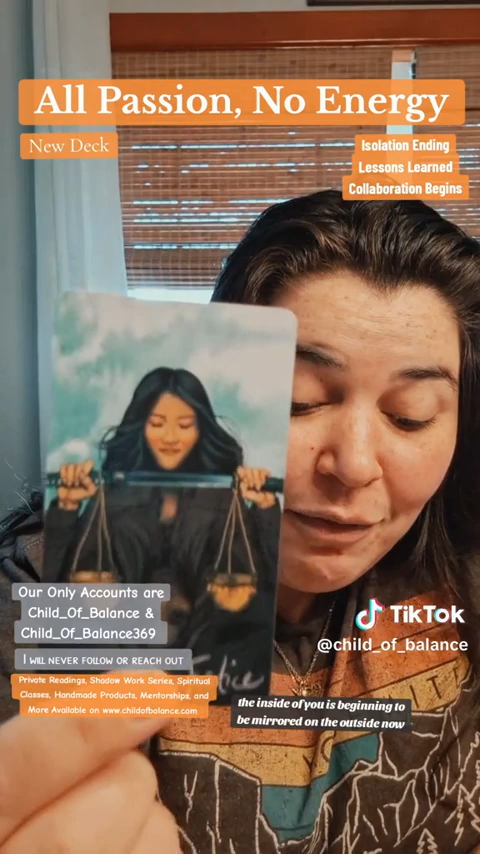 All Passion, No Energy
New Deck
Isolation Ending
Lessons Learned
Collaboration Begins
Our Only Accounts are
Child_Of_Balance &
Child_Of_Balance369
I WILL NEVER FOLLOW OR REACH OUT
Private Readings, Shadow Work Series, Spiritual
Classes, Handmade Products, Mentorships, and
More Available on www.childofbalance.com
TikTok
@child_of_balance
the inside of you is beginning to
be mirrored on the outside now